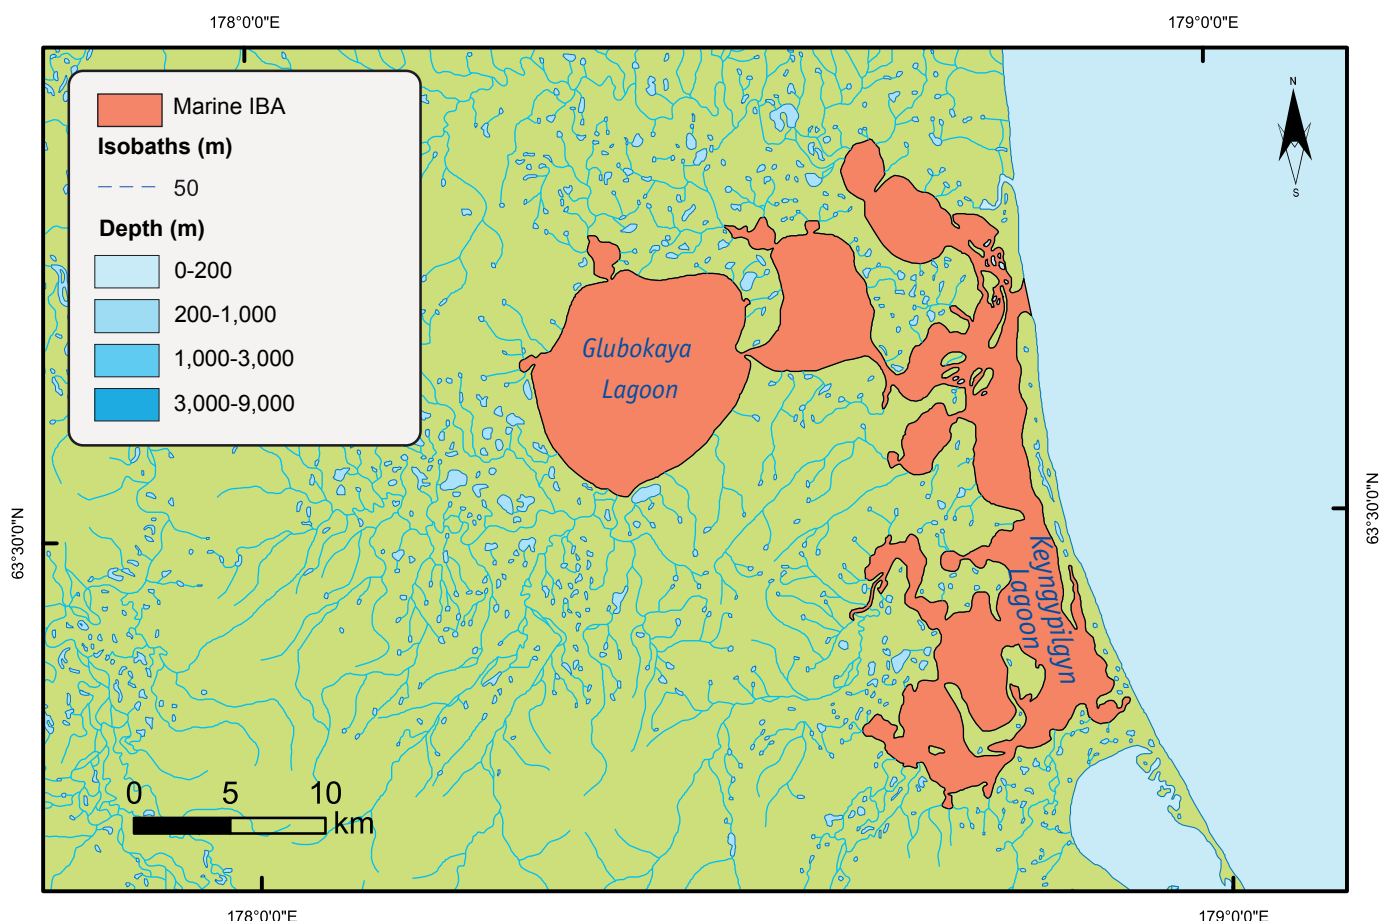 178°0'0"E
179°0'0"E
N
S
Marine IBA
Isobaths (m)
50
Depth (m)
0-200
200-1,000
1,000-3,000
3,000-9,000
Glubokaya
Lagoon
63°30'0"N
63°30'0"N
Keyngypilgyn
Lagoon
0 5 10
km
178°0'0"E
179°0'0"E